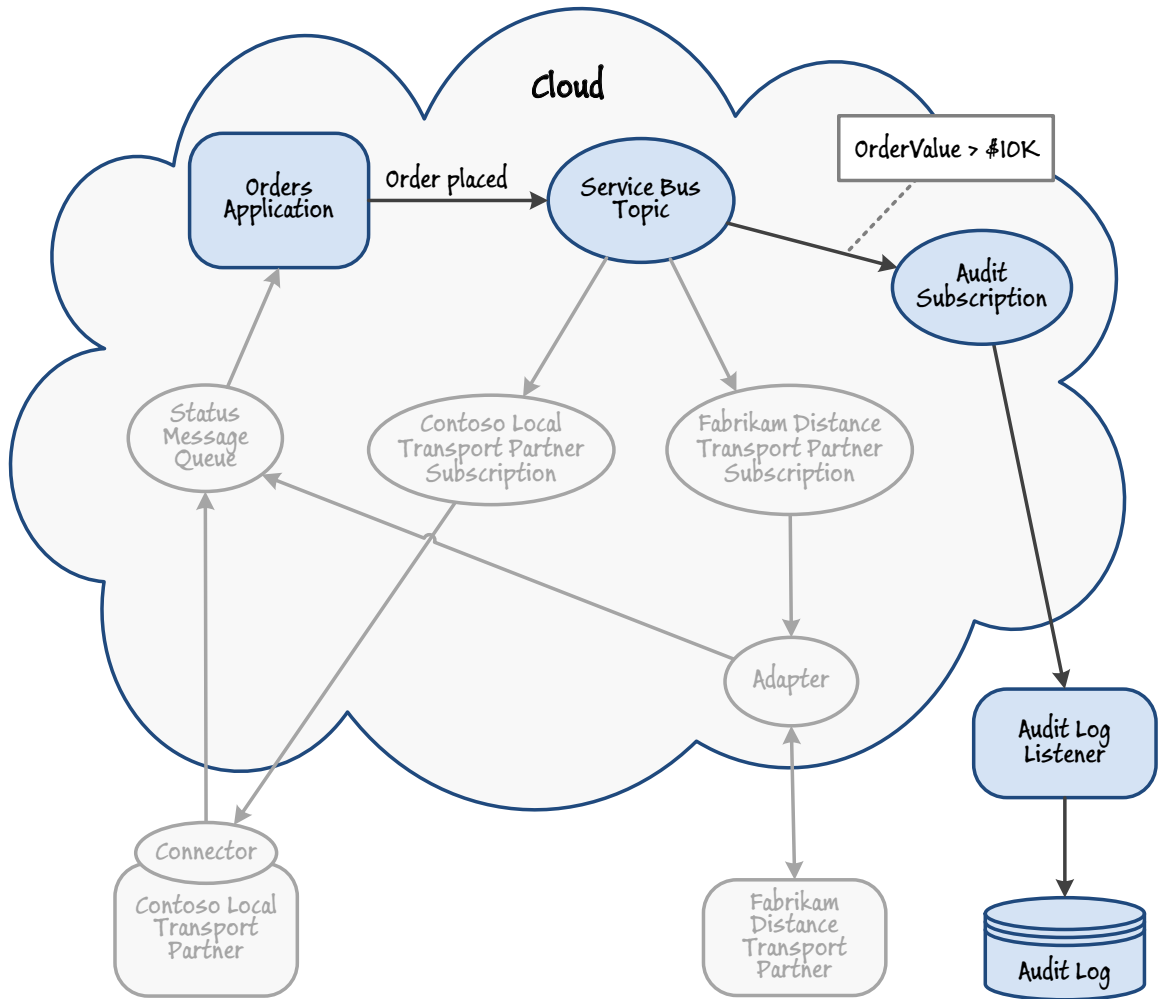 Cloud
OrderValue > $10K
Orders
Application
Order placed
Service Bus
Topic
Audit
Subscription
Status
Message
Queue
Contoso Local
Transport Partner
Subscription
Fabrikam Distance
Transport Partner
Subscription
Adapter
Audit Log
Listener
Connector
Contoso Local
Transport
Partner
Fabrikam
Distance
Transport
Partner
Audit Log